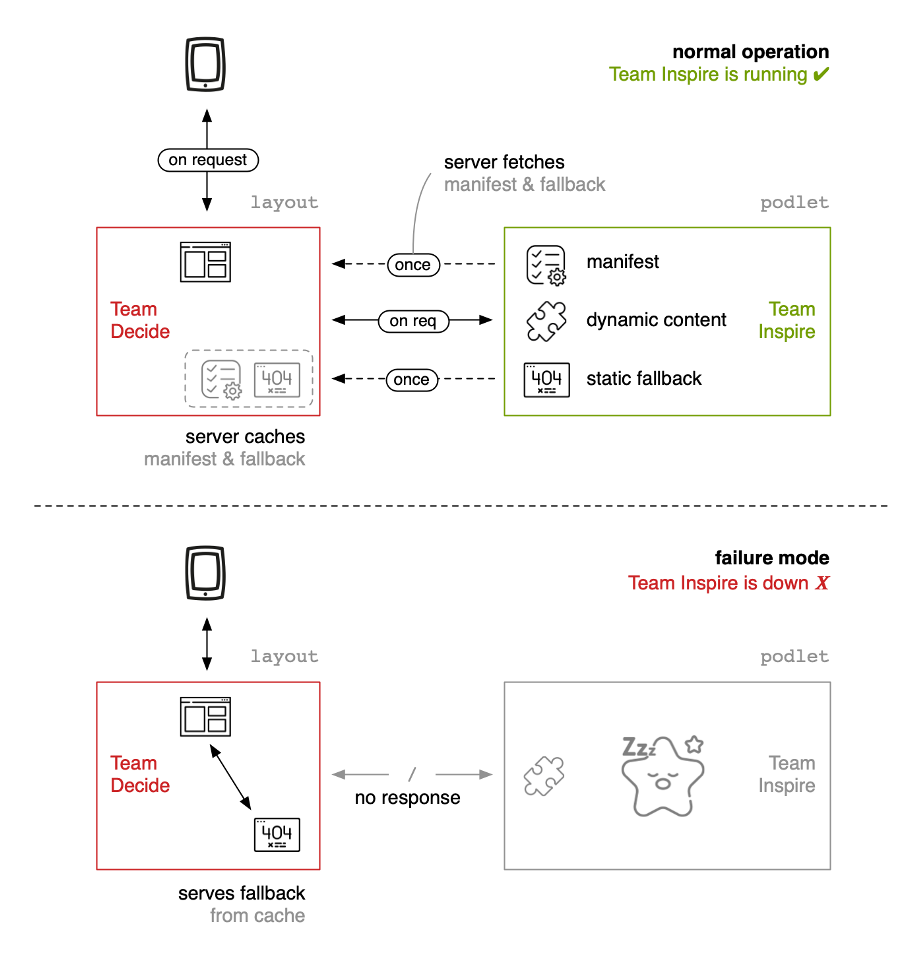 normal operation
Team Inspire is running ✔
on request
server fetches
manifest & fallback
layout
podlet
once
manifest
Team
Decide
on req
dynamic content
Team
Inspire
404
once
404
static fallback
server caches
manifest & fallback
failure mode
Team Inspire is down X
layout
podlet
Team
Decide
/
no response
Zzz
Team
Inspire
404
serves fallback
from cache